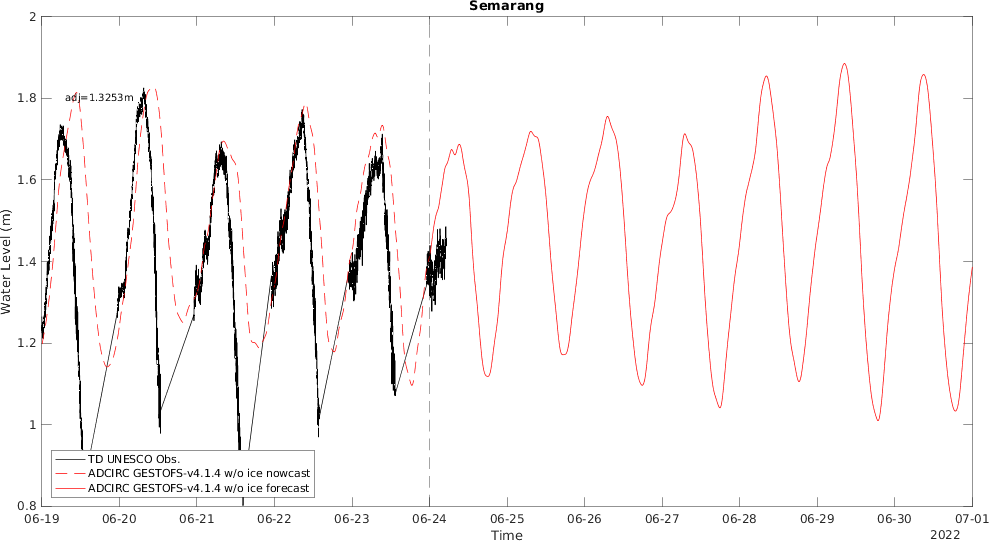 Semarang
2
1.8
1.6
1.4
1.2
1
0.8
Water Level (m)
adj=1.3253m
TD UNESCO Obs.
ADCIRC GESTOFS-v4.1.4 w/o ice nowcast
ADCIRC GESTOFS-v4.1.4 w/o ice forecast
06-19 06-20 06-21 06-22 06-23 06-24 06-25 06-26 06-27 06-28 06-29 06-30 07-01
Time
2022